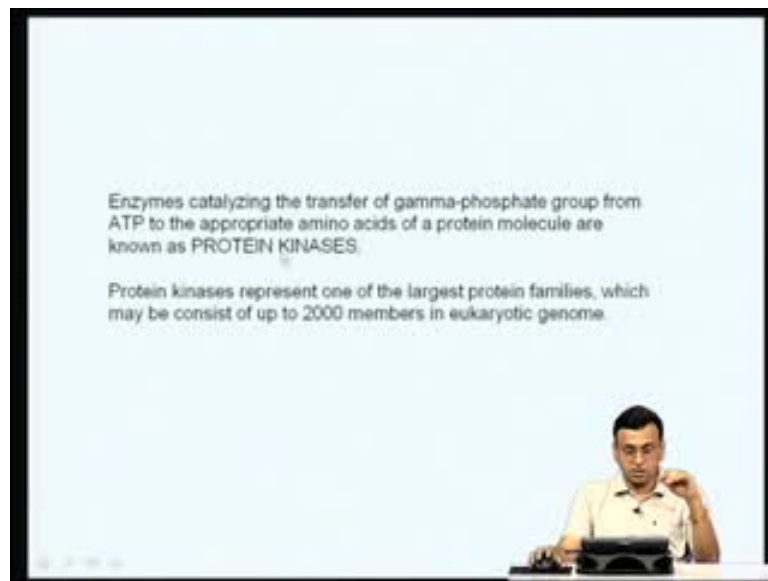 Enzymes catalyzing the transfer of gamma-phosphate group from
ATP to the appropriate amino acids of a protein molecule are
known as PROTEIN KINASES.
Protein kinases represent one of the largest protein families, which
may be consist of up to 2000 members in eukaryotic genome.